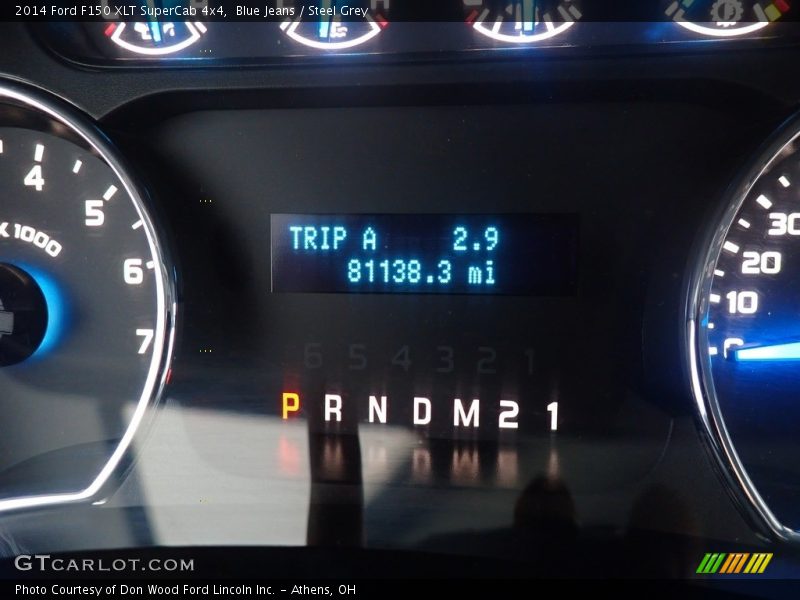 2014 Ford F150 XLT SuperCab 4x4,  Blue Jeans / Steel Grey
4
5
6
7
x1000
TRIP A 2.9
81138.3 mi
30
20
10
0
6 5 4 3 2 1
P R N D M 2 1
GTCARLOT.COM
Photo Courtesy of Don Wood Ford Lincoln Inc. - Athens, OH